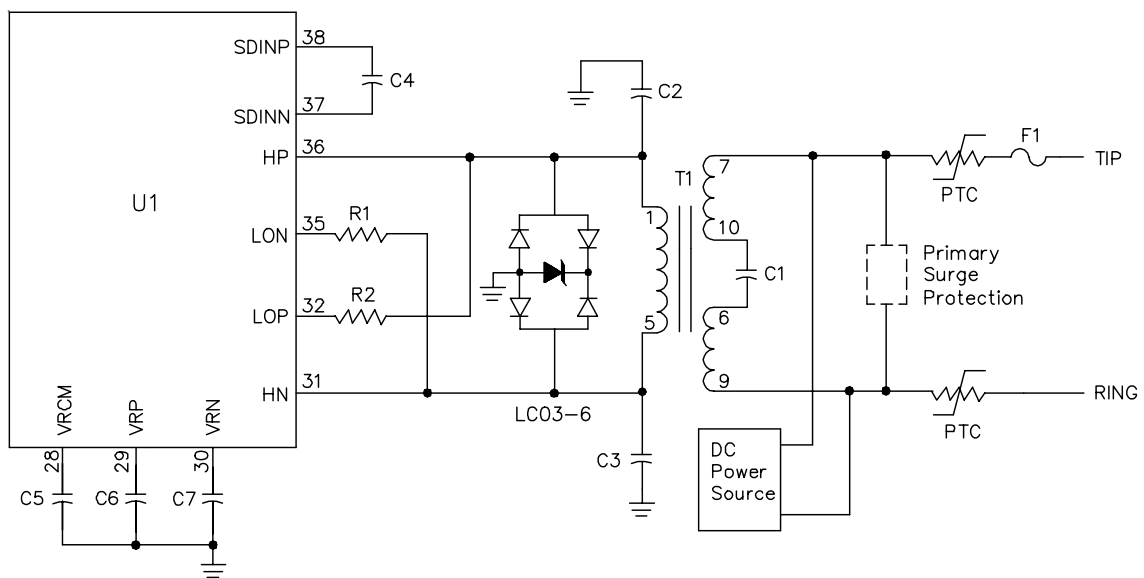 SDINP 38
C4
SDINN 37
C2
HP 36
F1
TIP
T1
7
PTC
U1
1
10
LON 35
R1
C1
Primary
Surge
Protection
LOP 32
R2
5
6
9
HN 31
LC03-6
RING
PTC
VRCM
VRP
VRN
28
29
30
C3
DC
Power
Source
C5
C6
C7